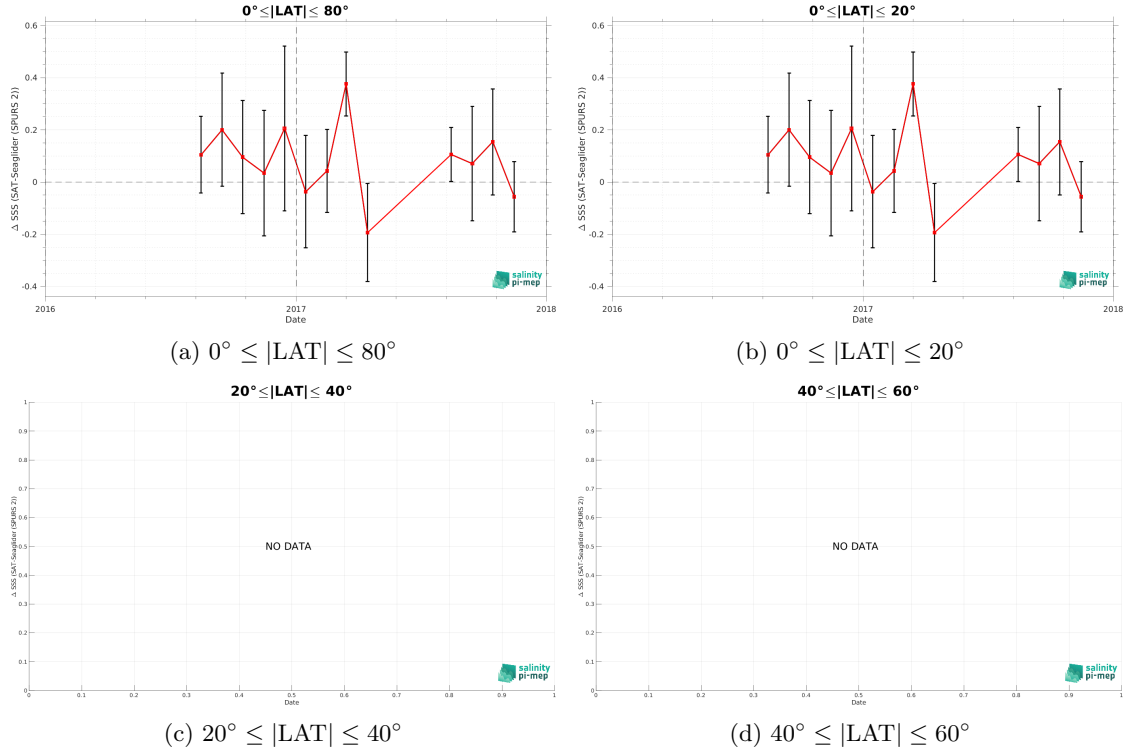 0°≤|LAT|≤ 80°
Δ SSS (SAT-Seaglider (SPURS 2))
0.6
0.4
0.2
0
-0.2
-0.4
2016
2017
2018
Date
salinity
pi-mep
(a) 0° ≤ |LAT| ≤ 80°
0°≤|LAT|≤ 20°
Δ SSS (SAT-Seaglider (SPURS 2))
0.6
0.4
0.2
0
-0.2
-0.4
2016
2017
2018
Date
salinity
pi-mep
(b) 0° ≤ |LAT| ≤ 20°
20°≤|LAT|≤ 40°
Δ SSS (SAT-Seaglider (SPURS 2))
1
0.9
0.8
0.7
0.6
0.5
0.4
0.3
0.2
0.1
0
NO DATA
0 0.1 0.2 0.3 0.4 0.5 0.6 0.7 0.8 0.9 1
Date
salinity
pi-mep
(c) 20° ≤ |LAT| ≤ 40°
40°≤|LAT|≤ 60°
Δ SSS (SAT-Seaglider (SPURS 2))
1
0.9
0.8
0.7
0.6
0.5
0.4
0.3
0.2
0.1
0
NO DATA
0 0.1 0.2 0.3 0.4 0.5 0.6 0.7 0.8 0.9 1
Date
salinity
pi-mep
(d) 40° ≤ |LAT| ≤ 60°